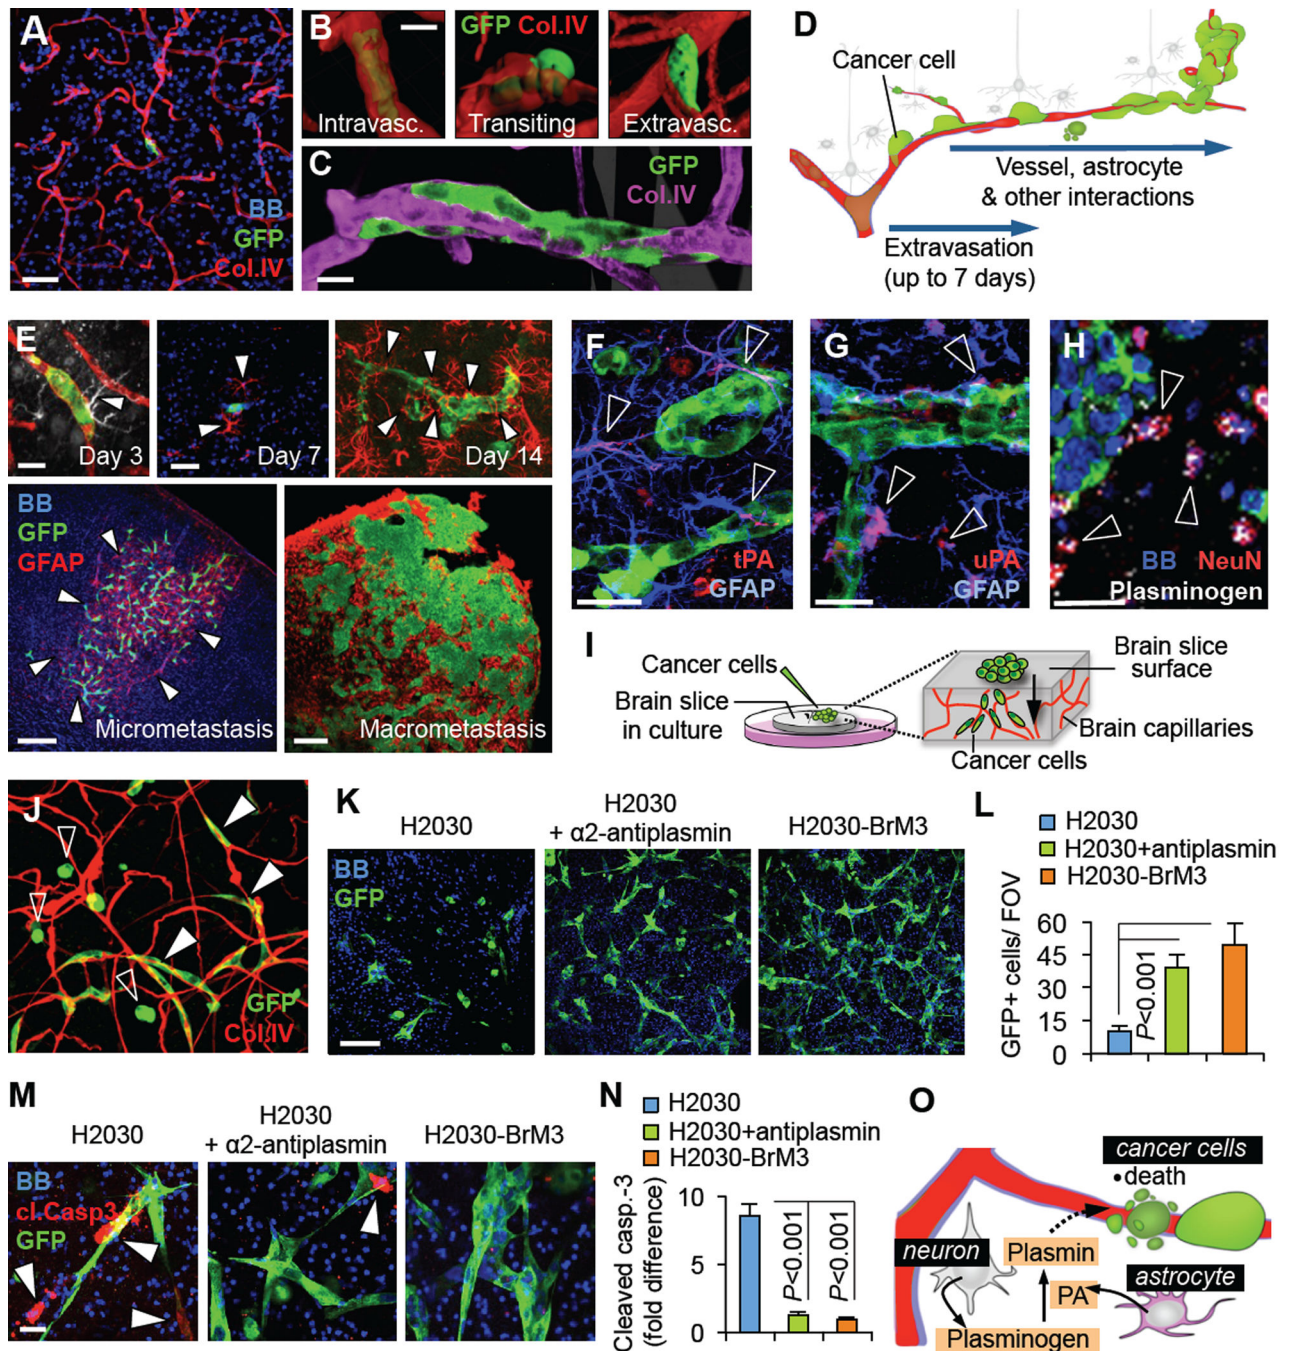 A
BB
GFP
Col.IV
B
GFP Col.IV
Intravasc.
Transiting
Extravasc.
C
GFP
Col.IV
D
Cancer cell
Vessel, astrocyte
& other interactions
Extravasation
(up to 7 days)
E
Day 3
Day 7
Day 14
BB
GFP
GFAP
Micrometastasis
Macrometastasis
F
tPA
GFAP
G
uPA
GFAP
H
BB NeuN
Plasminogen
I
Cancer cells
Brain slice
in culture
Brain slice
surface
Brain capillaries
Cancer cells
J
GFP
Col.IV
K
H2030
H2030
+ α2-antiplasmin
H2030-BrM3
BB
GFP
L
H2030
H2030+antiplasmin
H2030-BrM3
GFP+ cells/ FOV
60
45
30
15
0
P<0.001
M
H2030
H2030
+ α2-antiplasmin
H2030-BrM3
BB
cl.Casp3
GFP
N
H2030
H2030+antiplasmin
H2030-BrM3
Cleaved casp.-3
(fold difference)
10
5
0
P<0.001
P<0.001
O
cancer cells
•death
neuron
Plasmin
PA
astrocyte
Plasminogen